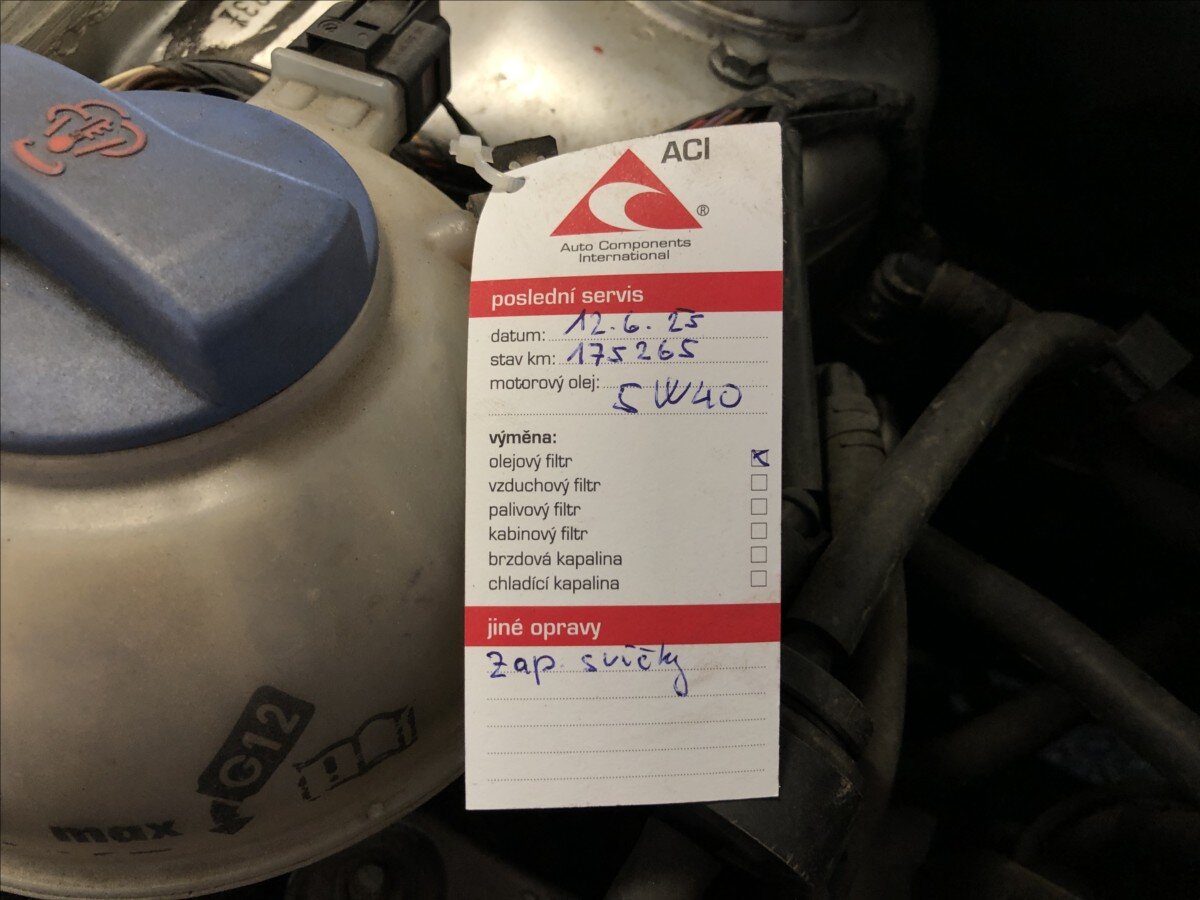 ACI
®
Auto Components
International
poslední servis
datum: 12.6.25
stav km: 175265
motorový olej: 5W40
výměna:
olejový filtr
vzduchový filtr
palivový filtr
kabinový filtr
brzdová kapalina
chladící kapalina
jiné opravy
Zap. svíčky
G12
max